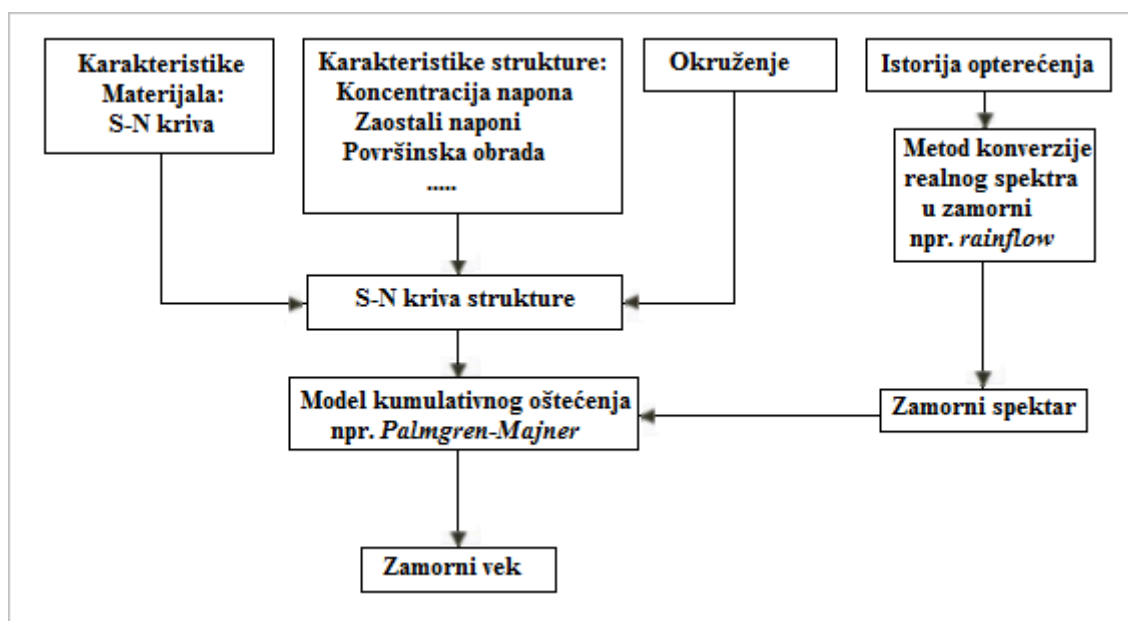 Karakteristike
Materijala:
S-N kriva
Karakteristike strukture:
Koncentracija napona
Zaostali naponi
Površinska obrada
.....
Okruženje
Istorija opterećenja
Metod konverzije
realnog spektra
u zamorni
npr. rainflow
S-N kriva strukture
Model kumulativnog oštećenja
npr. Palmgren-Majner
Zamorni spektar
Zamorni vek